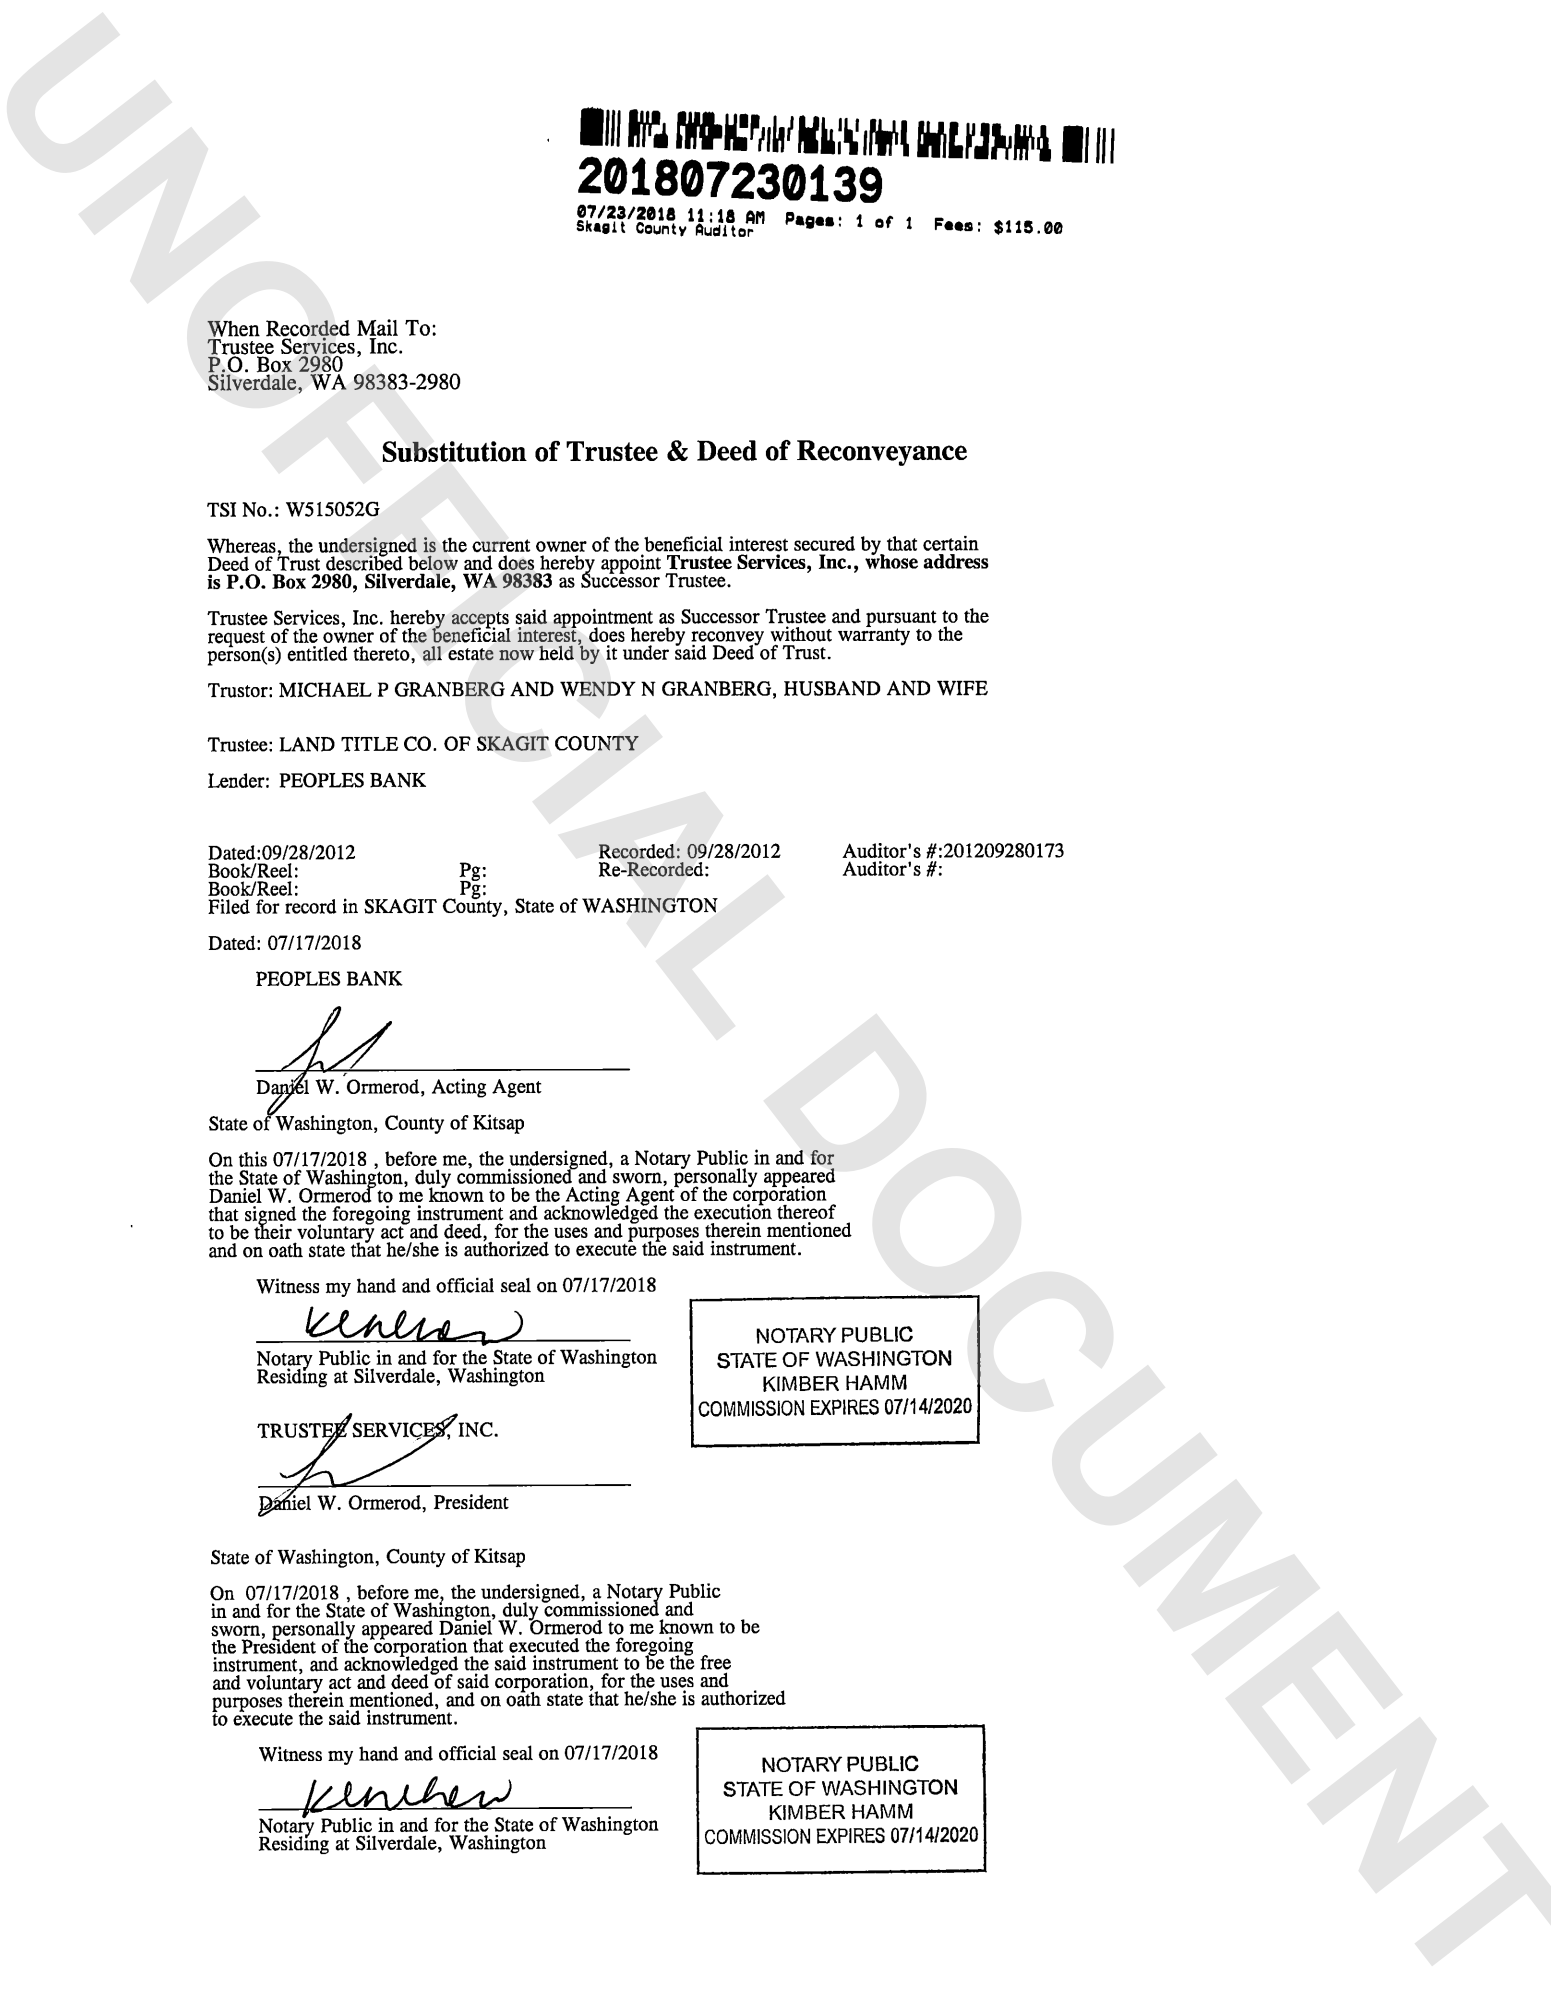 UNOFFICIAL DOCUMENT
201807230139
07/23/2018 11:18 AM Pages: 1 of 1 Fees: $115.00
Skagit County Auditor
When Recorded Mail To:
Trustee Services, Inc.
P.O. Box 2980
Silverdale, WA 98383-2980
Substitution of Trustee & Deed of Reconveyance
TSI No.: W515052G
Whereas, the undersigned is the current owner of the beneficial interest secured by that certain
Deed of Trust described below and does hereby appoint Trustee Services, Inc., whose address
is P.O. Box 2980, Silverdale, WA 98383 as Successor Trustee.
Trustee Services, Inc. hereby accepts said appointment as Successor Trustee and pursuant to the
request of the owner of the beneficial interest, does hereby reconvey without warranty to the
person(s) entitled thereto, all estate now held by it under said Deed of Trust.
Trustor: MICHAEL P GRANBERG AND WENDY N GRANBERG, HUSBAND AND WIFE
Trustee: LAND TITLE CO. OF SKAGIT COUNTY
Lender: PEOPLES BANK
Dated:09/28/2012 Recorded: 09/28/2012 Auditor's #:201209280173
Book/Reel: Pg: Re-Recorded: Auditor's #:
Book/Reel: Pg:
Filed for record in SKAGIT County, State of WASHINGTON
Dated: 07/17/2018
PEOPLES BANK
Daniel W. Ormerod, Acting Agent
State of Washington, County of Kitsap
On this 07/17/2018 , before me, the undersigned, a Notary Public in and for
the State of Washington, duly commissioned and sworn, personally appeared
Daniel W. Ormerod to me known to be the Acting Agent of the corporation
that signed the foregoing instrument and acknowledged the execution thereof
to be their voluntary act and deed, for the uses and purposes therein mentioned
and on oath state that he/she is authorized to execute the said instrument.
Witness my hand and official seal on 07/17/2018
Notary Public in and for the State of Washington
Residing at Silverdale, Washington
NOTARY PUBLIC
STATE OF WASHINGTON
KIMBER HAMM
COMMISSION EXPIRES 07/14/2020
TRUSTEE SERVICES, INC.
Daniel W. Ormerod, President
State of Washington, County of Kitsap
On 07/17/2018 , before me, the undersigned, a Notary Public
in and for the State of Washington, duly commissioned and
sworn, personally appeared Daniel W. Ormerod to me known to be
the President of the corporation that executed the foregoing
instrument, and acknowledged the said instrument to be the free
and voluntary act and deed of said corporation, for the uses and
purposes therein mentioned, and on oath state that he/she is authorized
to execute the said instrument.
Witness my hand and official seal on 07/17/2018
Notary Public in and for the State of Washington
Residing at Silverdale, Washington
NOTARY PUBLIC
STATE OF WASHINGTON
KIMBER HAMM
COMMISSION EXPIRES 07/14/2020